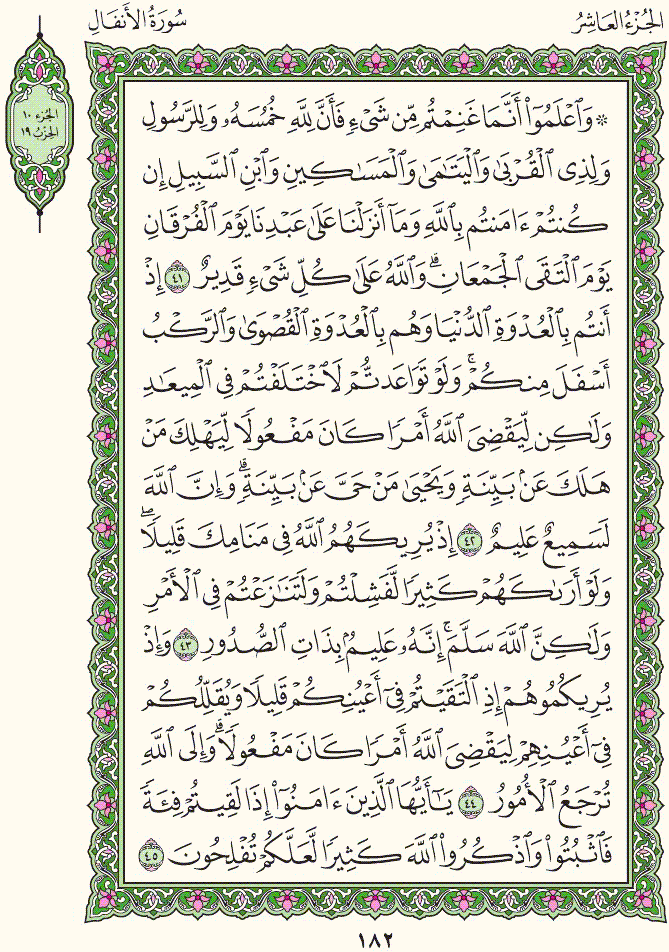 الجُزْءُ العَاشِرُ
سُورَةُ الأَنفَالِ
الجُزء ١٠
الحِزبُ ١٩
* وَٱعۡلَمُوٓاْ أَنَّمَا غَنِمۡتُم مِّن شَيۡءٖ فَأَنَّ لِلَّهِ خُمُسَهُۥ وَلِلرَّسُولِ
وَلِذِي ٱلۡقُرۡبَىٰ وَٱلۡيَتَٰمَىٰ وَٱلۡمَسَٰكِينِ وَٱبۡنِ ٱلسَّبِيلِ إِن
كُنتُمۡ ءَامَنتُم بِٱللَّهِ وَمَآ أَنزَلۡنَا عَلَىٰ عَبۡدِنَا يَوۡمَ ٱلۡفُرۡقَانِ
يَوۡمَ ٱلۡتَقَى ٱلۡجَمۡعَانِۗ وَٱللَّهُ عَلَىٰ كُلِّ شَيۡءٖ قَدِيرٌ ٤١ إِذۡ
أَنتُم بِٱلۡعُدۡوَةِ ٱلدُّنۡيَا وَهُم بِٱلۡعُدۡوَةِ ٱلۡقُصۡوَىٰ وَٱلرَّكۡبُ
أَسۡفَلَ مِنكُمۡۚ وَلَوۡ تَوَاعَدتُّمۡ لَٱخۡتَلَفۡتُمۡ فِي ٱلۡمِيعَٰدِ
وَلَٰكِن لِّيَقۡضِيَ ٱللَّهُ أَمۡرٗا كَانَ مَفۡعُولٗا لِّيَهۡلِكَ مَنۡ
هَلَكَ عَنۢ بَيِّنَةٖ وَيَحۡيَىٰ مَنۡ حَيَّ عَنۢ بَيِّنَةٖۗ وَإِنَّ ٱللَّهَ
لَسَمِيعٌ عَلِيمٌ ٤٢ إِذۡ يُرِيكَهُمُ ٱللَّهُ فِي مَنَامِكَ قَلِيلٗاۖ
وَلَوۡ أَرَىٰكَهُمۡ كَثِيرٗا لَّفَشِلۡتُمۡ وَلَتَنَٰزَعۡتُمۡ فِي ٱلۡأَمۡرِ
وَلَٰكِنَّ ٱللَّهَ سَلَّمَۚ إِنَّهُۥ عَلِيمُۢ بِذَاتِ ٱلصُّدُورِ ٤٣ وَإِذۡ
يُرِيكُمُوهُمۡ إِذِ ٱلۡتَقَيۡتُمۡ فِيٓ أَعۡيُنِكُمۡ قَلِيلٗا وَيُقَلِّلُكُمۡ
فِيٓ أَعۡيُنِهِمۡ لِيَقۡضِيَ ٱللَّهُ أَمۡرٗا كَانَ مَفۡعُولٗاۗ وَإِلَى ٱللَّهِ
تُرۡجَعُ ٱلۡأُمُورُ ٤٤ يَٰٓأَيُّهَا ٱلَّذِينَ ءَامَنُوٓاْ إِذَا لَقِيتُمۡ فِئَةٗ
فَٱثۡبُتُواْ وَٱذۡكُرُواْ ٱللَّهَ كَثِيرٗا لَّعَلَّكُمۡ تُفۡلِحُونَ ٤٥
١٨٢